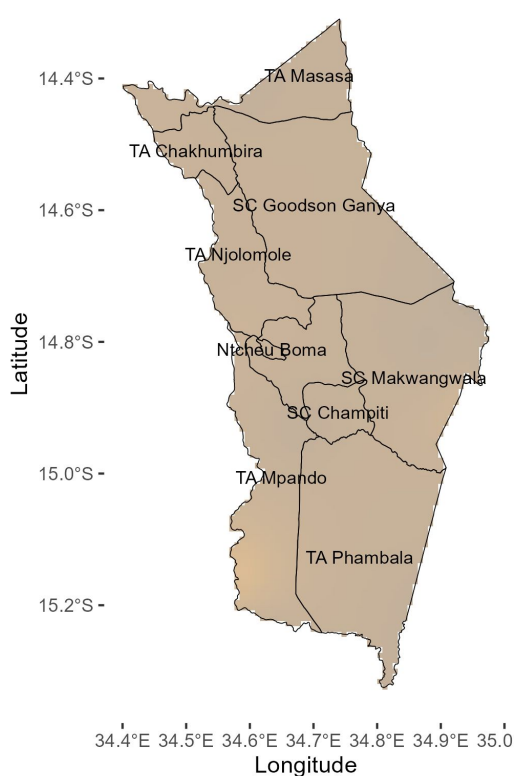 14.4°S
14.6°S
14.8°S
15.0°S
15.2°S
Latitude
TA Masasa
TA Chakhumbira
SC Goodson Ganya
TA Njolomole
Ntcheu Boma
SC Makwangwala
SC Champiti
TA Mpando
TA Phambala
34.4°E 34.5°E 34.6°E 34.7°E 34.8°E 34.9°E 35.0
Longitude